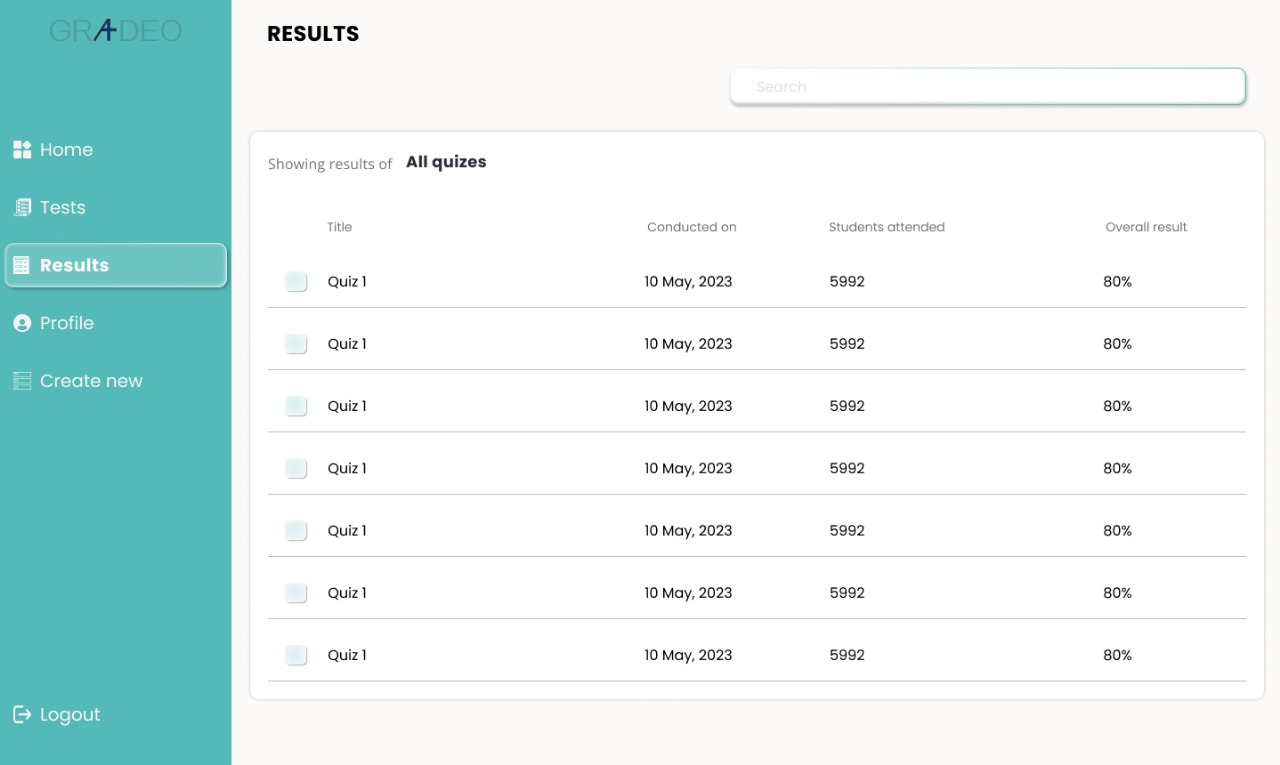 GRADEO
RESULTS
Search
Home
Tests
Results
Profile
Create new
Logout
Showing results of All quizes
Title Conducted on Students attended Overall result
Quiz 1 10 May, 2023 5992 80%
Quiz 1 10 May, 2023 5992 80%
Quiz 1 10 May, 2023 5992 80%
Quiz 1 10 May, 2023 5992 80%
Quiz 1 10 May, 2023 5992 80%
Quiz 1 10 May, 2023 5992 80%
Quiz 1 10 May, 2023 5992 80%